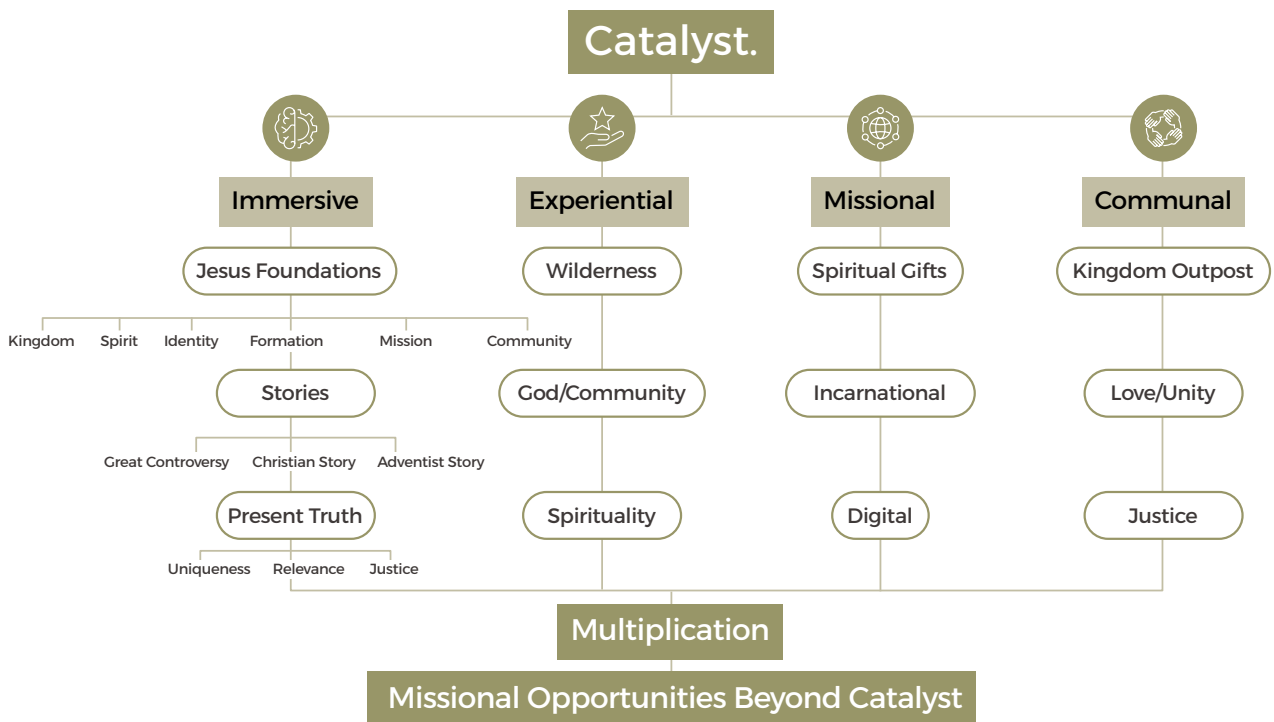 Catalyst.
Immersive
Experiential
Missional
Communal
Jesus Foundations
Wilderness
Spiritual Gifts
Kingdom Outpost
Kingdom
Spirit
Identity
Formation
Mission
Community
Stories
God/Community
Incarnational
Love/Unity
Great Controversy
Christian Story
Adventist Story
Present Truth
Spirituality
Digital
Justice
Uniqueness
Relevance
Justice
Multiplication
Missional Opportunities Beyond Catalyst